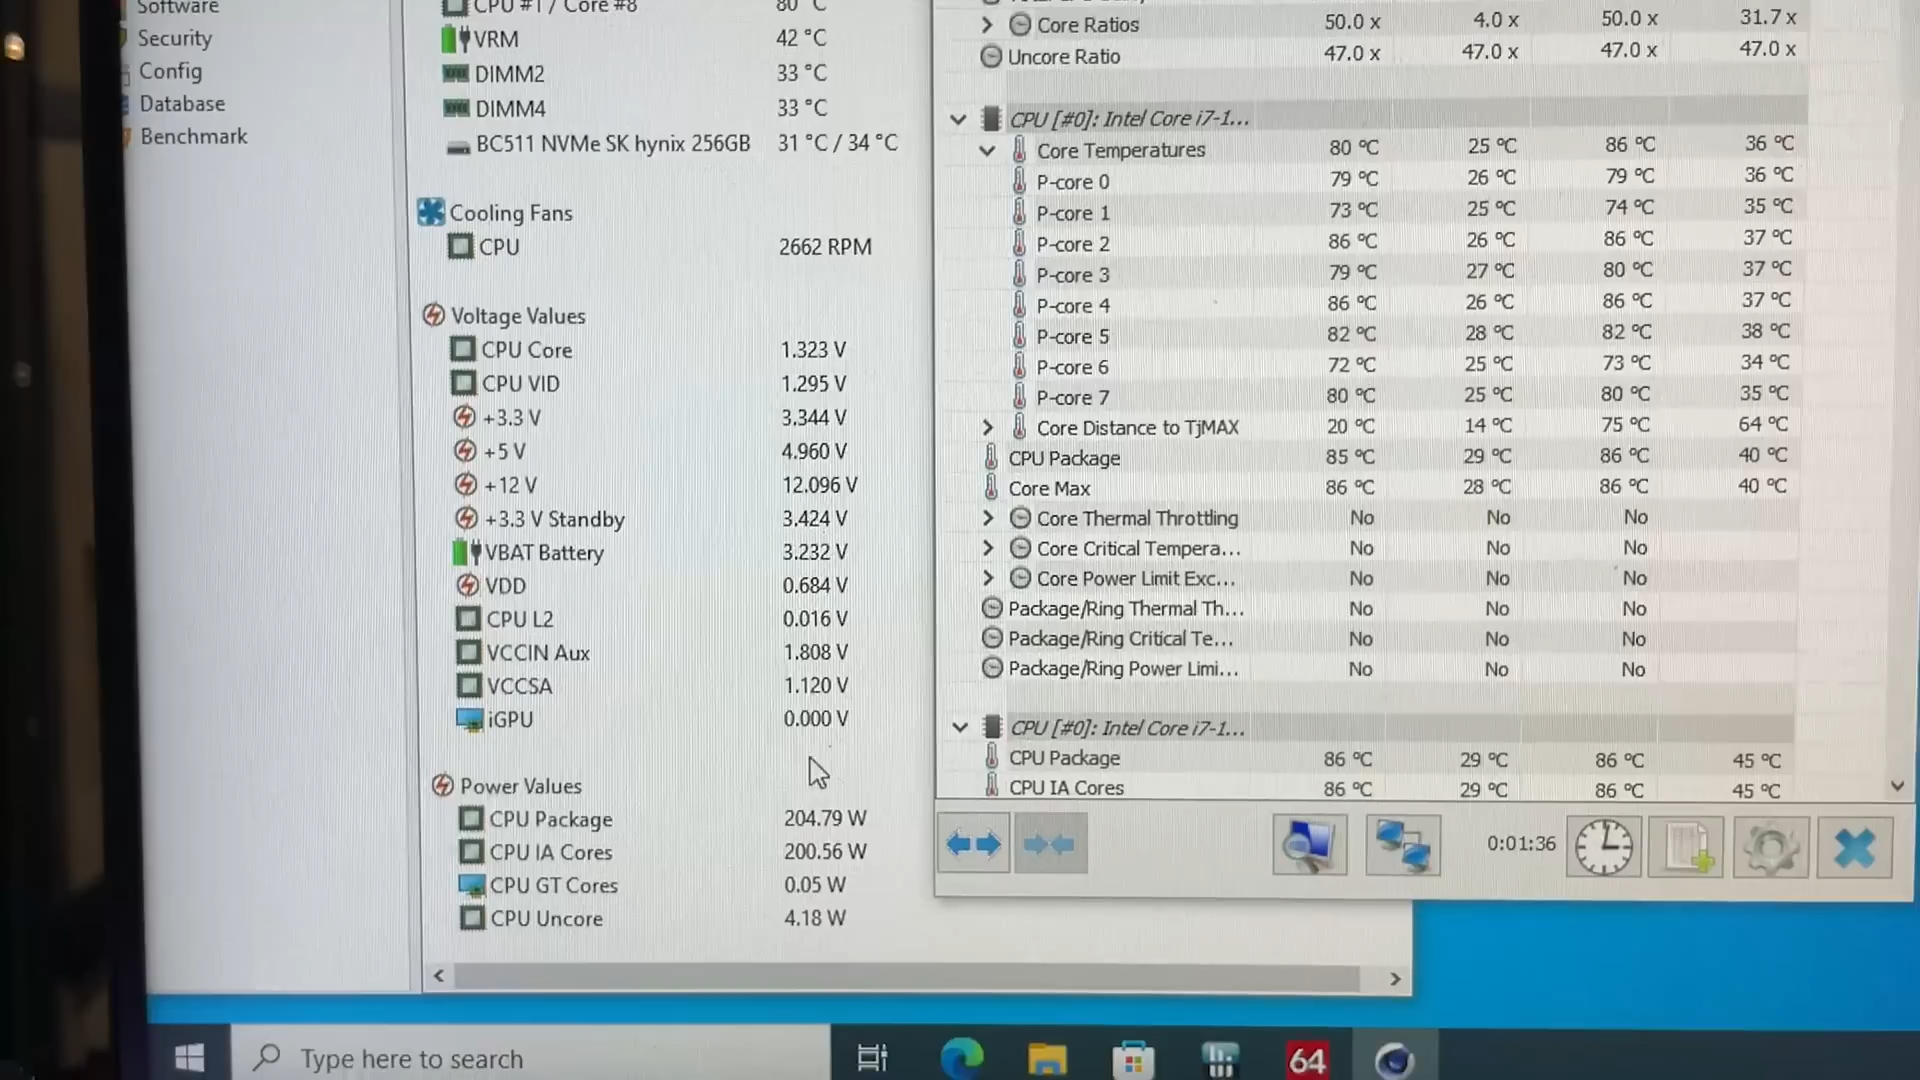 Software
Security
Config
Database
Benchmark
CPU #1 / Core #8 80 °C
VRM 42 °C
DIMM2 33 °C
DIMM4 33 °C
BC511 NVMe SK hynix 256GB 31 °C / 34 °C
Cooling Fans
CPU 2662 RPM
Voltage Values
CPU Core 1.323 V
CPU VID 1.295 V
+3.3 V 3.344 V
+5 V 4.960 V
+12 V 12.096 V
+3.3 V Standby 3.424 V
VBAT Battery 3.232 V
VDD 0.684 V
CPU L2 0.016 V
VCCIN Aux 1.808 V
VCCSA 1.120 V
iGPU 0.000 V
Power Values
CPU Package 204.79 W
CPU IA Cores 200.56 W
CPU GT Cores 0.05 W
CPU Uncore 4.18 W
Core Ratios 50.0 x 4.0 x 50.0 x 31.7 x
Uncore Ratio 47.0 x 47.0 x 47.0 x 47.0 x
CPU [#0]: Intel Core i7-1...
Core Temperatures 80 °C 25 °C 86 °C 36 °C
P-core 0 79 °C 26 °C 79 °C 36 °C
P-core 1 73 °C 25 °C 74 °C 35 °C
P-core 2 86 °C 26 °C 86 °C 37 °C
P-core 3 79 °C 27 °C 80 °C 37 °C
P-core 4 86 °C 26 °C 86 °C 37 °C
P-core 5 82 °C 28 °C 82 °C 38 °C
P-core 6 72 °C 25 °C 73 °C 34 °C
P-core 7 80 °C 25 °C 80 °C 35 °C
Core Distance to TjMAX 20 °C 14 °C 75 °C 64 °C
CPU Package 85 °C 29 °C 86 °C 40 °C
Core Max 86 °C 28 °C 86 °C 40 °C
Core Thermal Throttling No No No
Core Critical Tempera... No No No
Core Power Limit Exc... No No No
Package/Ring Thermal Th... No No No
Package/Ring Critical Te... No No No
Package/Ring Power Limi... No No No
CPU [#0]: Intel Core i7-1...
CPU Package 86 °C 29 °C 86 °C 45 °C
CPU IA Cores 86 °C 29 °C 86 °C 45 °C
0:01:36
Type here to search
64